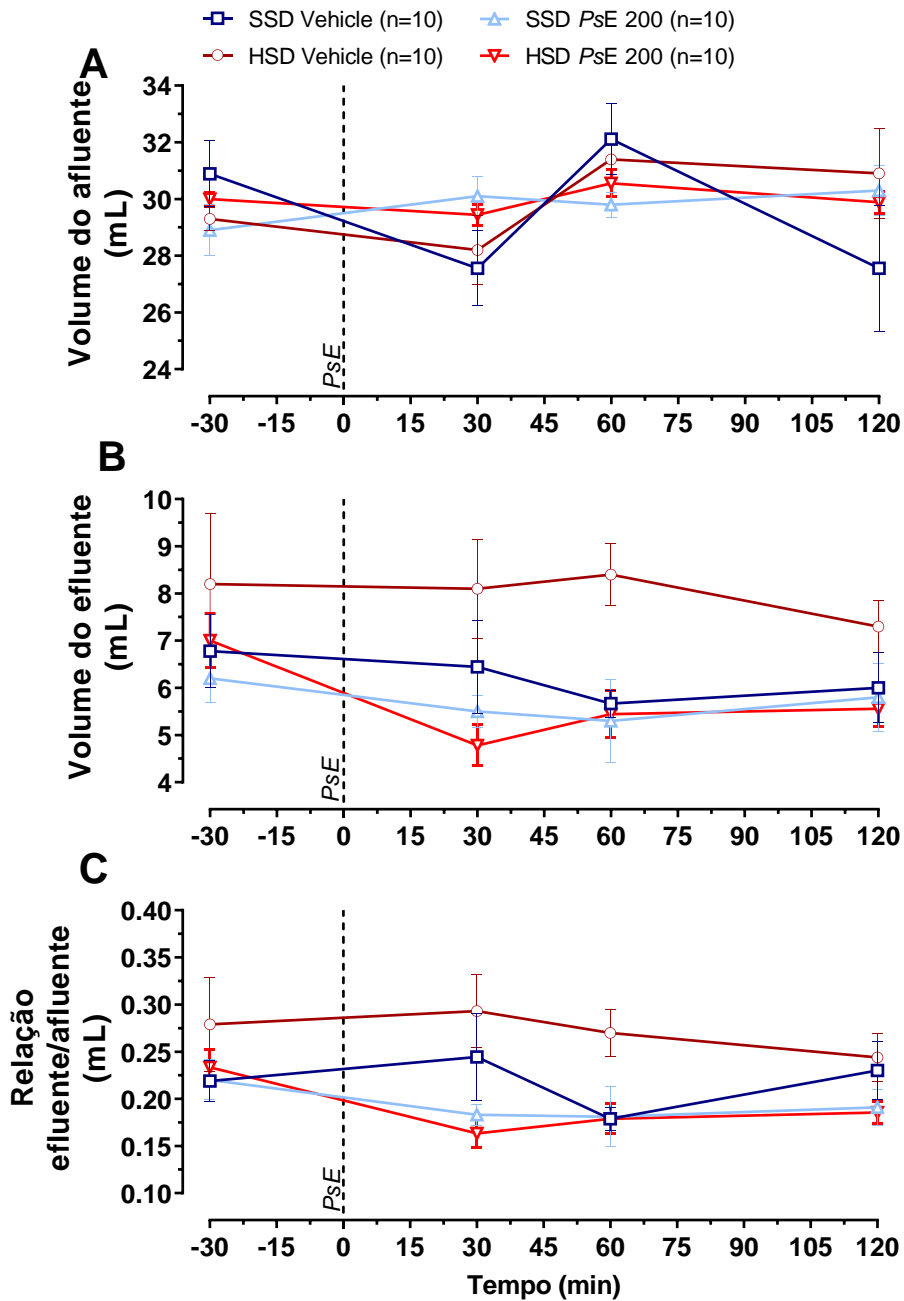 SSD Vehicle (n=10)
SSD PsE 200 (n=10)
HSD Vehicle (n=10)
HSD PsE 200 (n=10)
A
Volume do afluente
(mL)
34
32
30
28
26
24
PsE
-30 -15 0 15 30 45 60 75 90 105 120
B
Volume do efluente
(mL)
10
9
8
7
6
5
4
PsE
-30 -15 0 15 30 45 60 75 90 105 120
C
Relação
efluente/afluente
(mL)
0.40
0.35
0.30
0.25
0.20
0.15
0.10
PsE
-30 -15 0 15 30 45 60 75 90 105 120
Tempo (min)